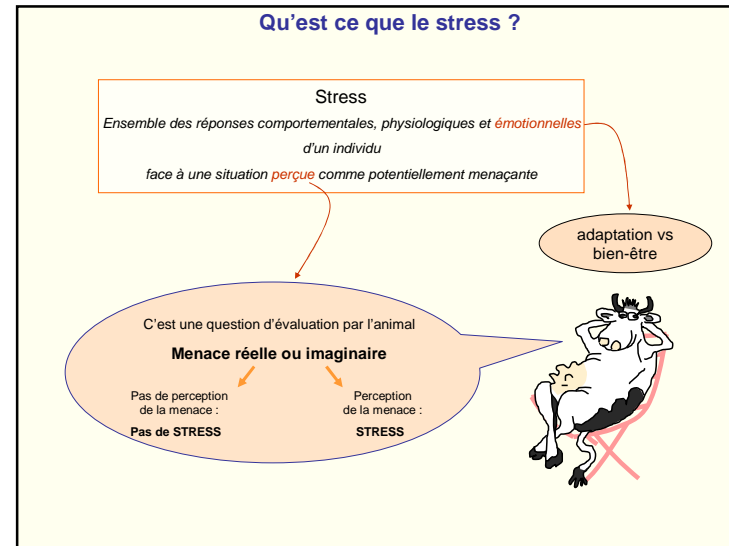 Qu'est ce que le stress ?
Stress
Ensemble des réponses comportementales, physiologiques et émotionnelles
d'un individu
face à une situation perçue comme potentiellement menaçante
adaptation vs
bien-être
C'est une question d'évaluation par l'animal
Menace réelle ou imaginaire
Pas de perception
de la menace :
Pas de STRESS
Perception
de la menace :
STRESS